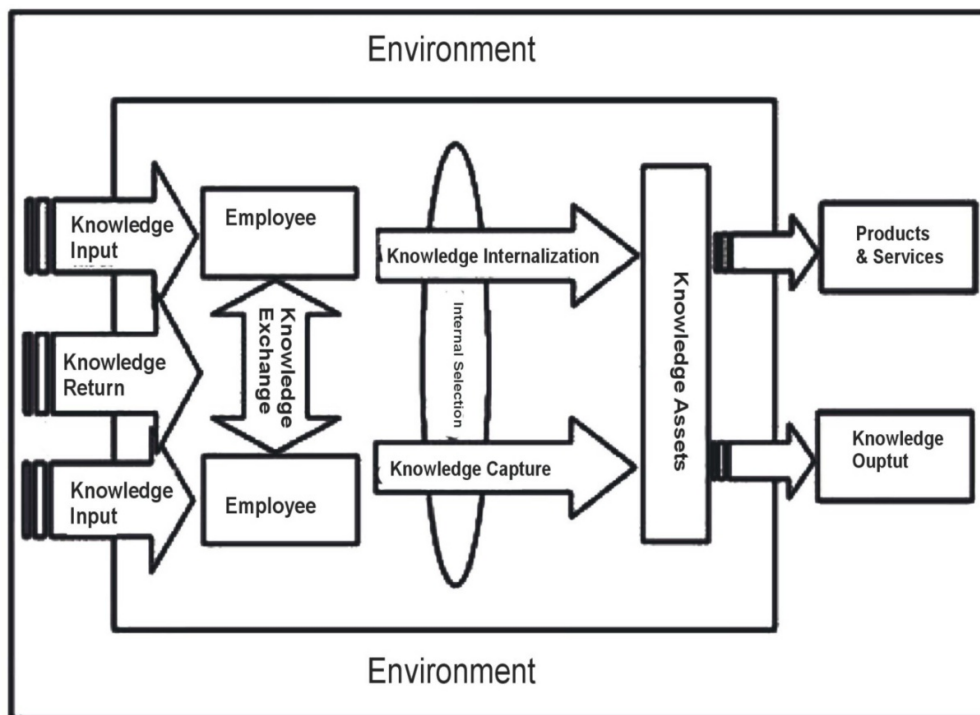 Environment
Knowledge
Input
Employee
Knowledge Internalization
Products
& Services
Knowledge
Return
Knowledge
Exchange
Internal Selection
Knowledge Assets
Knowledge
Input
Employee
Knowledge Capture
Knowledge
Ouptut
Environment